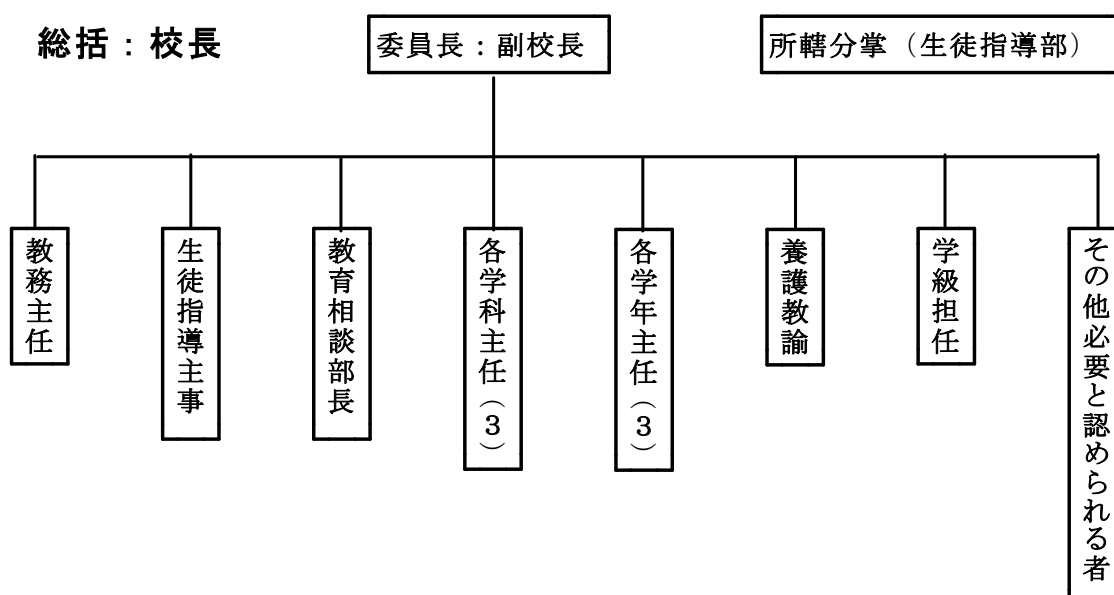 総括：校長
委員長：副校長
所轄分掌（生徒指導部）
教務主任
生徒指導主事
教育相談部長
各学科主任（３）
各学年主任（３）
養護教諭
学級担任
その他必要と認められる者